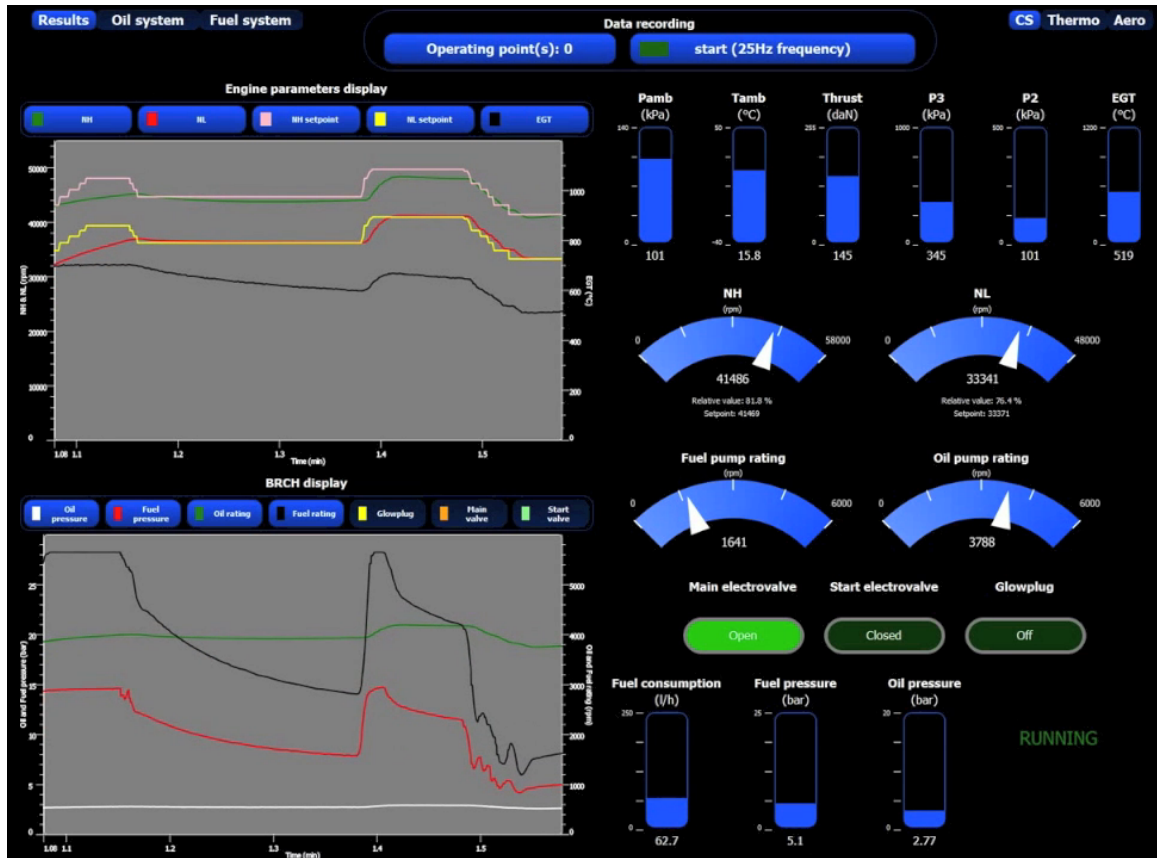 Results Oil system Fuel system
Data recording
CS Thermo Aero
Operating point(s): 0 start (25Hz frequency)
Engine parameters display
NH NL NH setpoint NL setpoint EGT
50000
40000
30000
20000
10000
0
NH & NL (rpm)
1000
800
600
400
200
0
EGT (°C)
1.08 1.1 1.2 1.3 1.4 1.5
Time (min)
BRCH display
Oil pressure Fuel pressure Oil rating Fuel rating Glowplug Main valve Start valve
25
20
15
10
5
0
Oil and Fuel pressure (bar)
5000
4000
3000
2000
1000
0
Oil and Fuel rating (rpm)
1.08 1.1 1.2 1.3 1.4 1.5
Time (min)
Pamb Tamb Thrust P3 P2 EGT
(kPa) (°C) (daN) (kPa) (kPa) (°C)
140 50 255 1000 500 1200
0 -40 0 0 0 0
101 15.8 145 345 101 519
NH
(rpm)
0 58000
41486
Relative value: 81.8 %
Setpoint: 41469
NL
(rpm)
0 48000
33341
Relative value: 76.4 %
Setpoint: 33371
Fuel pump rating
(rpm)
0 6000
1641
Oil pump rating
(rpm)
0 6000
3788
Main electrovalve Start electrovalve Glowplug
Open Closed Off
Fuel consumption Fuel pressure Oil pressure
(l/h) (bar) (bar)
250 25 20
0 0 0
62.7 5.1 2.77
RUNNING